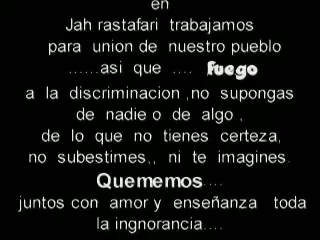 en
Jah rastafari trabajamos
para union de nuestro pueblo
......asi que .... fuego
a la discriminacion ,no supongas
de nadie o de algo ,
de lo que no tienes certeza,
no subestimes,, ni te imagines.
Quememos....
juntos con amor y enseñanza toda
la ingnorancia....